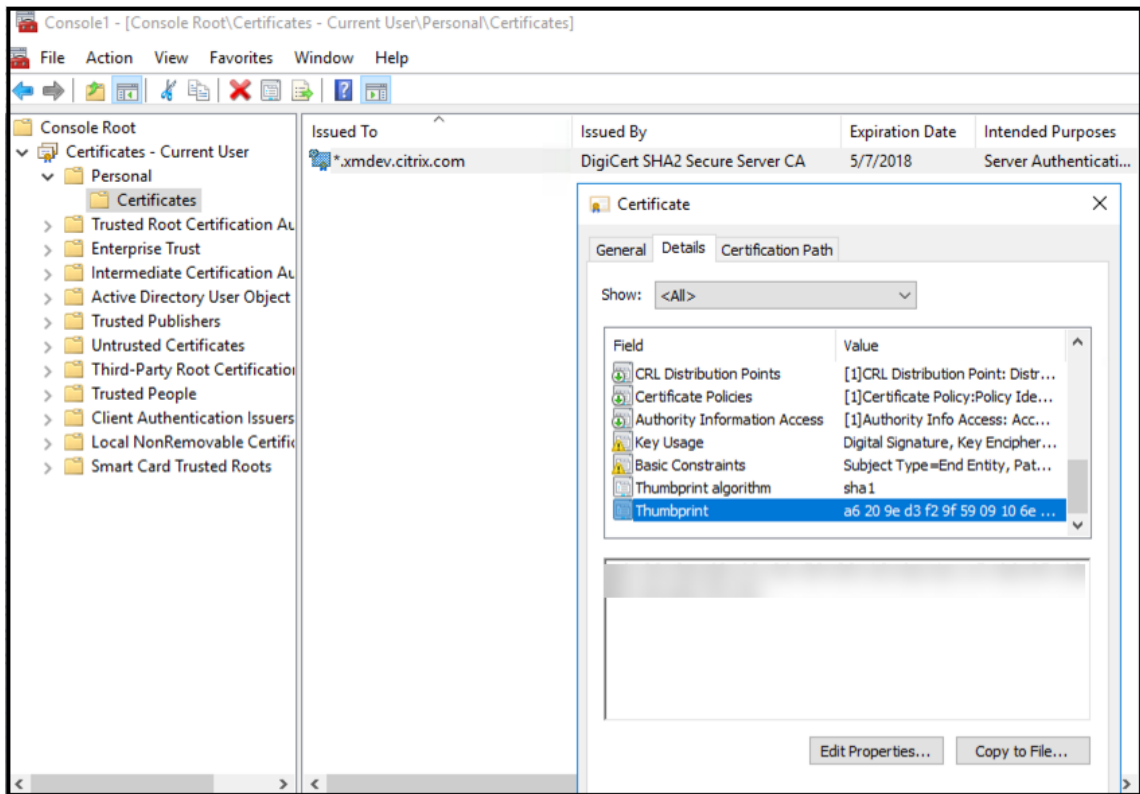 Console1 - [Console Root\Certificates - Current User\Personal\Certificates]
File Action View Favorites Window Help
Console Root
Certificates - Current User
Personal
Certificates
Trusted Root Certification Au
Enterprise Trust
Intermediate Certification Au
Active Directory User Object
Trusted Publishers
Untrusted Certificates
Third-Party Root Certification
Trusted People
Client Authentication Issuers
Local NonRemovable Certific
Smart Card Trusted Roots
Issued To Issued By Expiration Date Intended Purposes
*.xmdev.citrix.com DigiCert SHA2 Secure Server CA 5/7/2018 Server Authenticati...
Certificate
General Details Certification Path
Show: <All>
Field Value
CRL Distribution Points [1]CRL Distribution Point: Distr...
Certificate Policies [1]Certificate Policy:Policy Ide...
Authority Information Access [1]Authority Info Access: Acc...
Key Usage Digital Signature, Key Encipher...
Basic Constraints Subject Type=End Entity, Pat...
Thumbprint algorithm sha1
Thumbprint a6 20 9e d3 f2 9f 59 09 10 6e ...
Edit Properties... Copy to File...